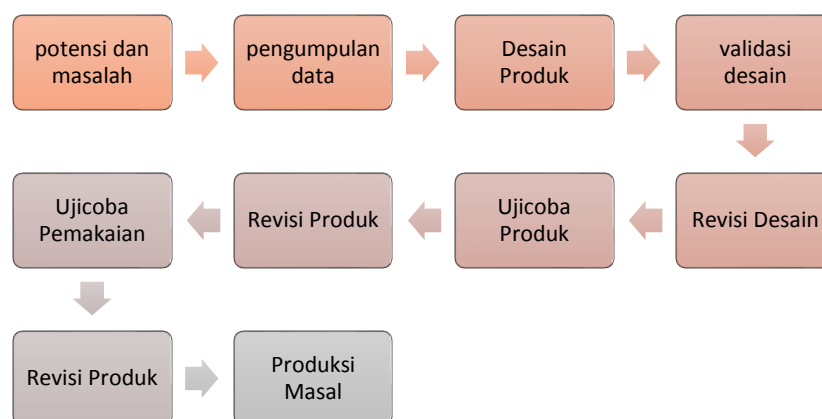 potensi dan
masalah
pengumpulan
data
Desain
Produk
validasi
desain
Revisi Desain
Ujicoba
Produk
Revisi Produk
Ujicoba
Pemakaian
Revisi Produk
Produksi
Masal